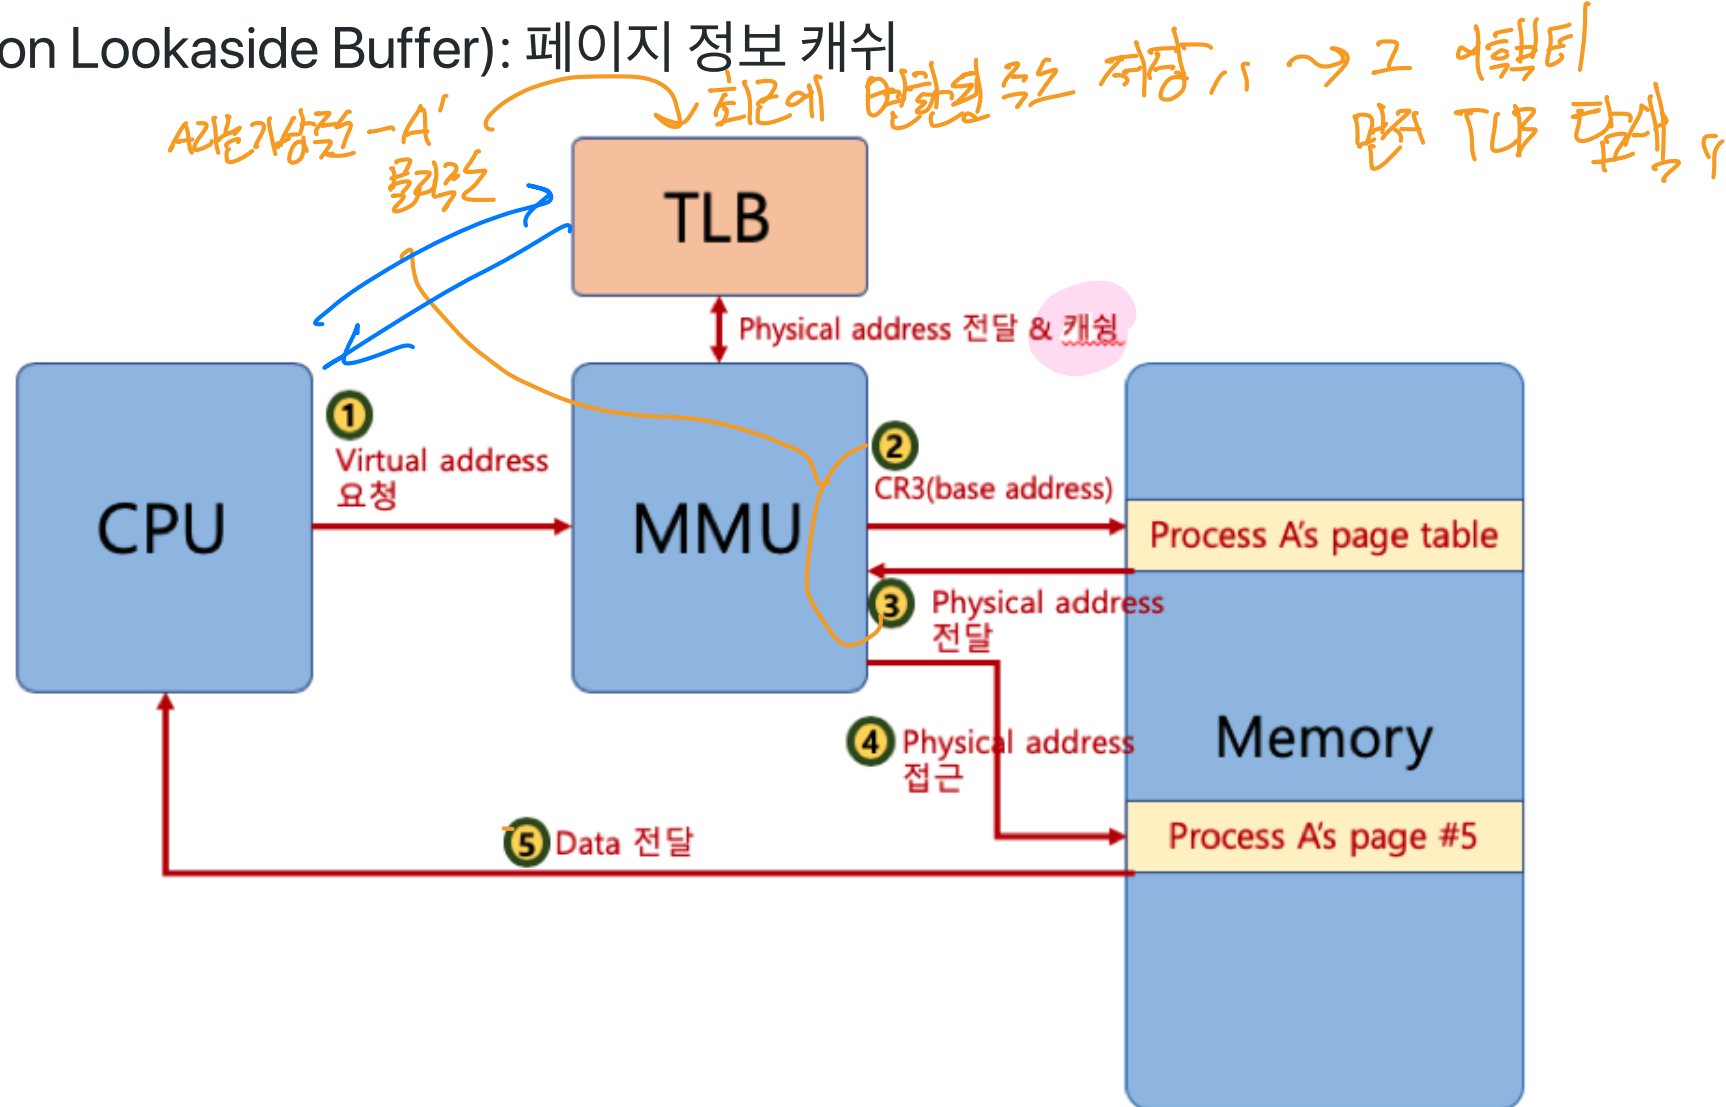 on Lookaside Buffer): 페이지 정보 캐쉬
최근에 변환된 주소 저장,, → 그 이후부터
먼저 TLB 탐색,,
A라는 가상주소 - A'
물리주소
TLB
Physical address 전달 & 캐슁
1
Virtual address
요청
CPU
MMU
2
CR3(base address)
Process A's page table
3 Physical address
전달
Memory
4 Physical address
접근
Process A's page #5
5 Data 전달